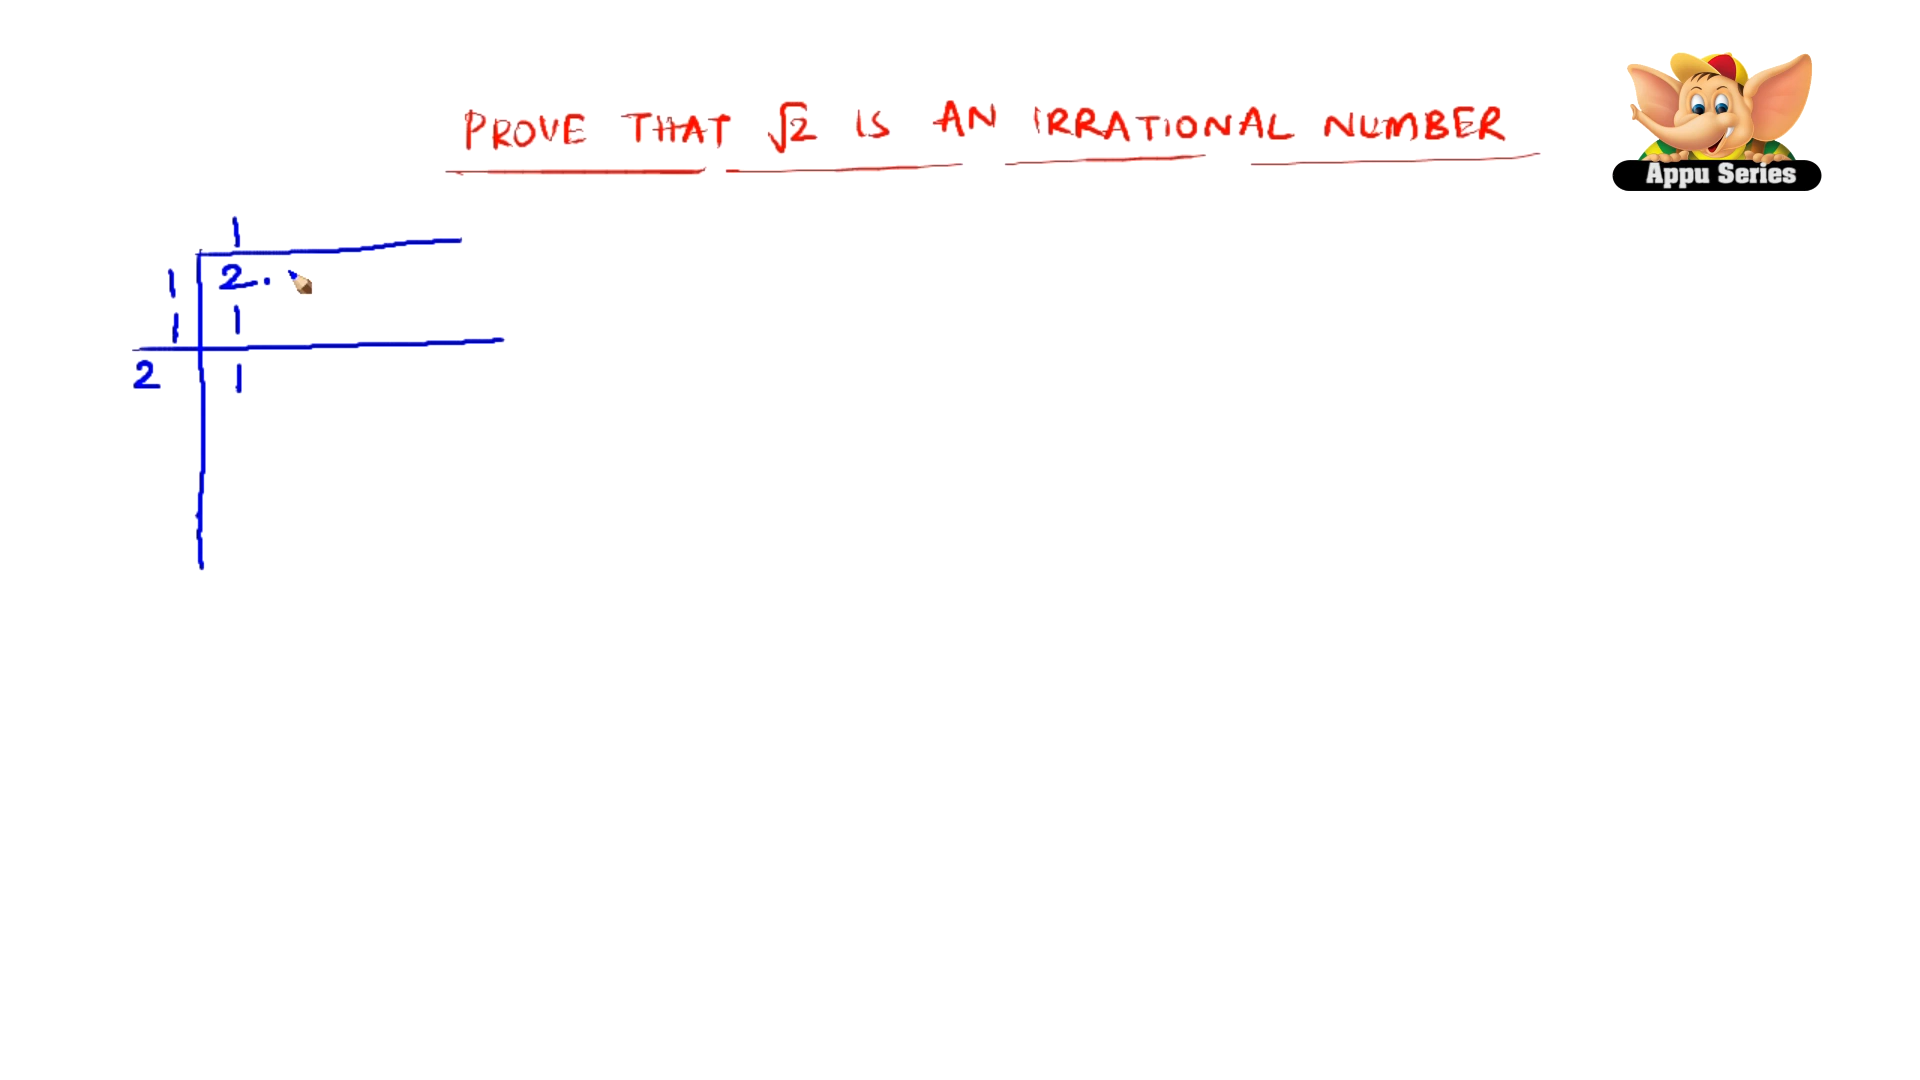 PROVE THAT √2 IS AN IRRATIONAL NUMBER
Appu Series
1
1 2.
1 1
2 1